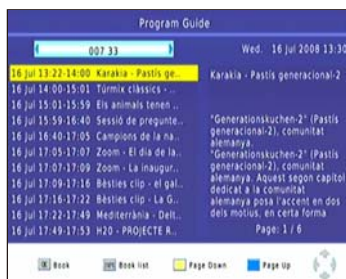 Program Guide
007 33
Wed. 16 Jul 2008 13:30
16 Jul 13:22-14:00 Karakia - Pastís ge..
16 Jul 14:00-15:01 Túrmix clàssics - ..
16 Jul 15:01-15:59 Els animals tenen ..
16 Jul 15:59-16:40 Sessió de pregunte..
16 Jul 16:40-17:05 Campions de la na..
16 Jul 17:05-17:07 Zoom - El día de la..
16 Jul 17:07-17:09 Zoom - La inaugur..
16 Jul 17:09-17:16 Bèsties clip - el gal..
16 Jul 17:16-17:22 Bèsties clip - La G..
16 Jul 17:22-17:49 Mediterrània - Delt..
16 Jul 17:49-17:53 H20 - PROJECTE R..
Karakia - Pastís generacional-2
"Generationskuchen-2" (Pastís
generacional-2), comunitat
alemanya.
"Generationskuchen-2" (Pastís
generacional-2), comunitat
alemanya. Aquest segon capítol
dedicat a la comunitat
alemanya posa l'accent en dos
dels motius, en certa forma
Page: 1 / 6
Book
Book list
Page Down
Page Up